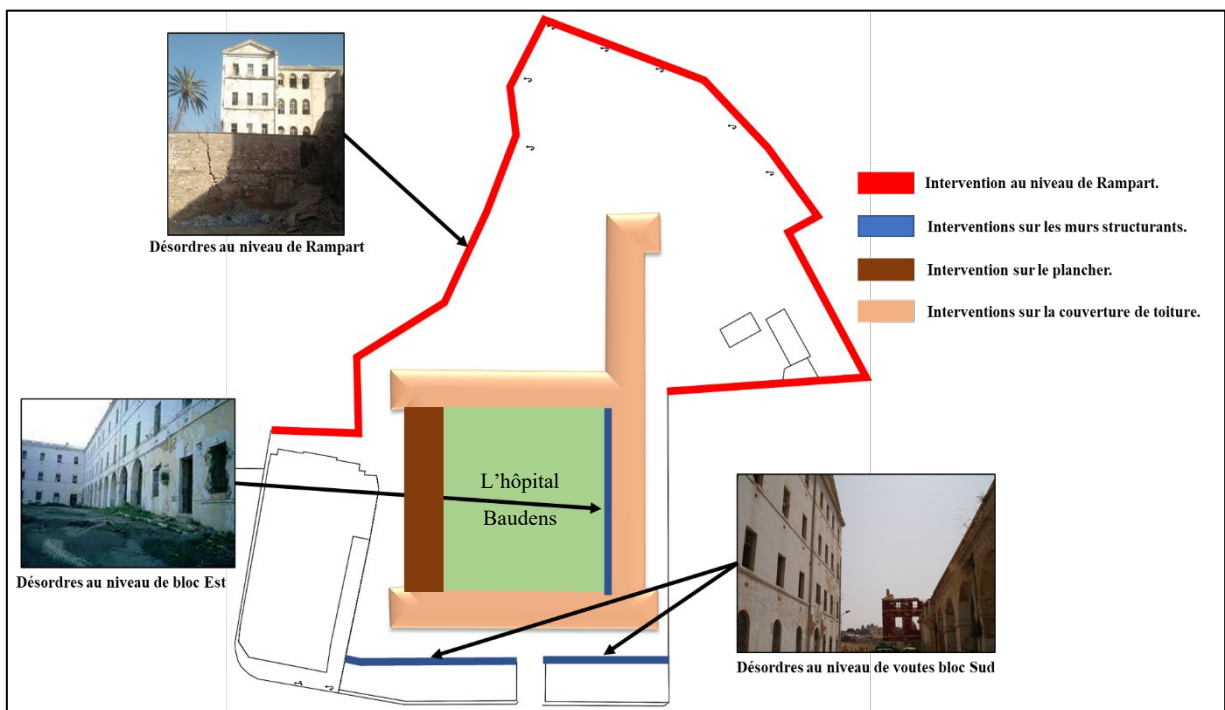 Désordres au niveau de Rampart
Intervention au niveau de Rampart.
Interventions sur les murs structurants.
Intervention sur le plancher.
Interventions sur la couverture de toiture.
L'hôpital
Baudens
Désordres au niveau de bloc Est
Désordres au niveau de voutes bloc Sud